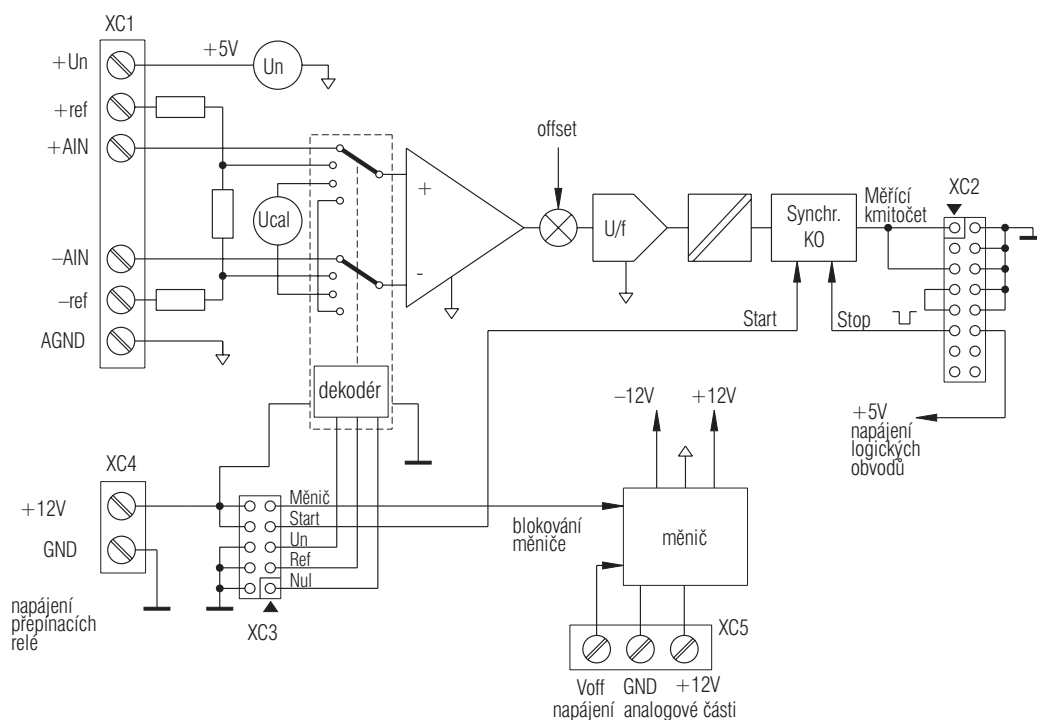 XC1
+Un
+5V
Un
+ref
+AIN
offset
XC2
Měřící
kmitočet
+
U/f
Synchr.
KO
Ucal
−AIN
-
−ref
Start
Stop
AGND
dekodér
−12V
+12V
+5V
napájení
logických
obvodů
XC4
+12V
Měnič
Start
Un
Ref
Nul
GND
blokování
měniče
měnič
napájení
přepínacích
relé
XC3
XC5
Voff
GND
+12V
napájení
analogové části